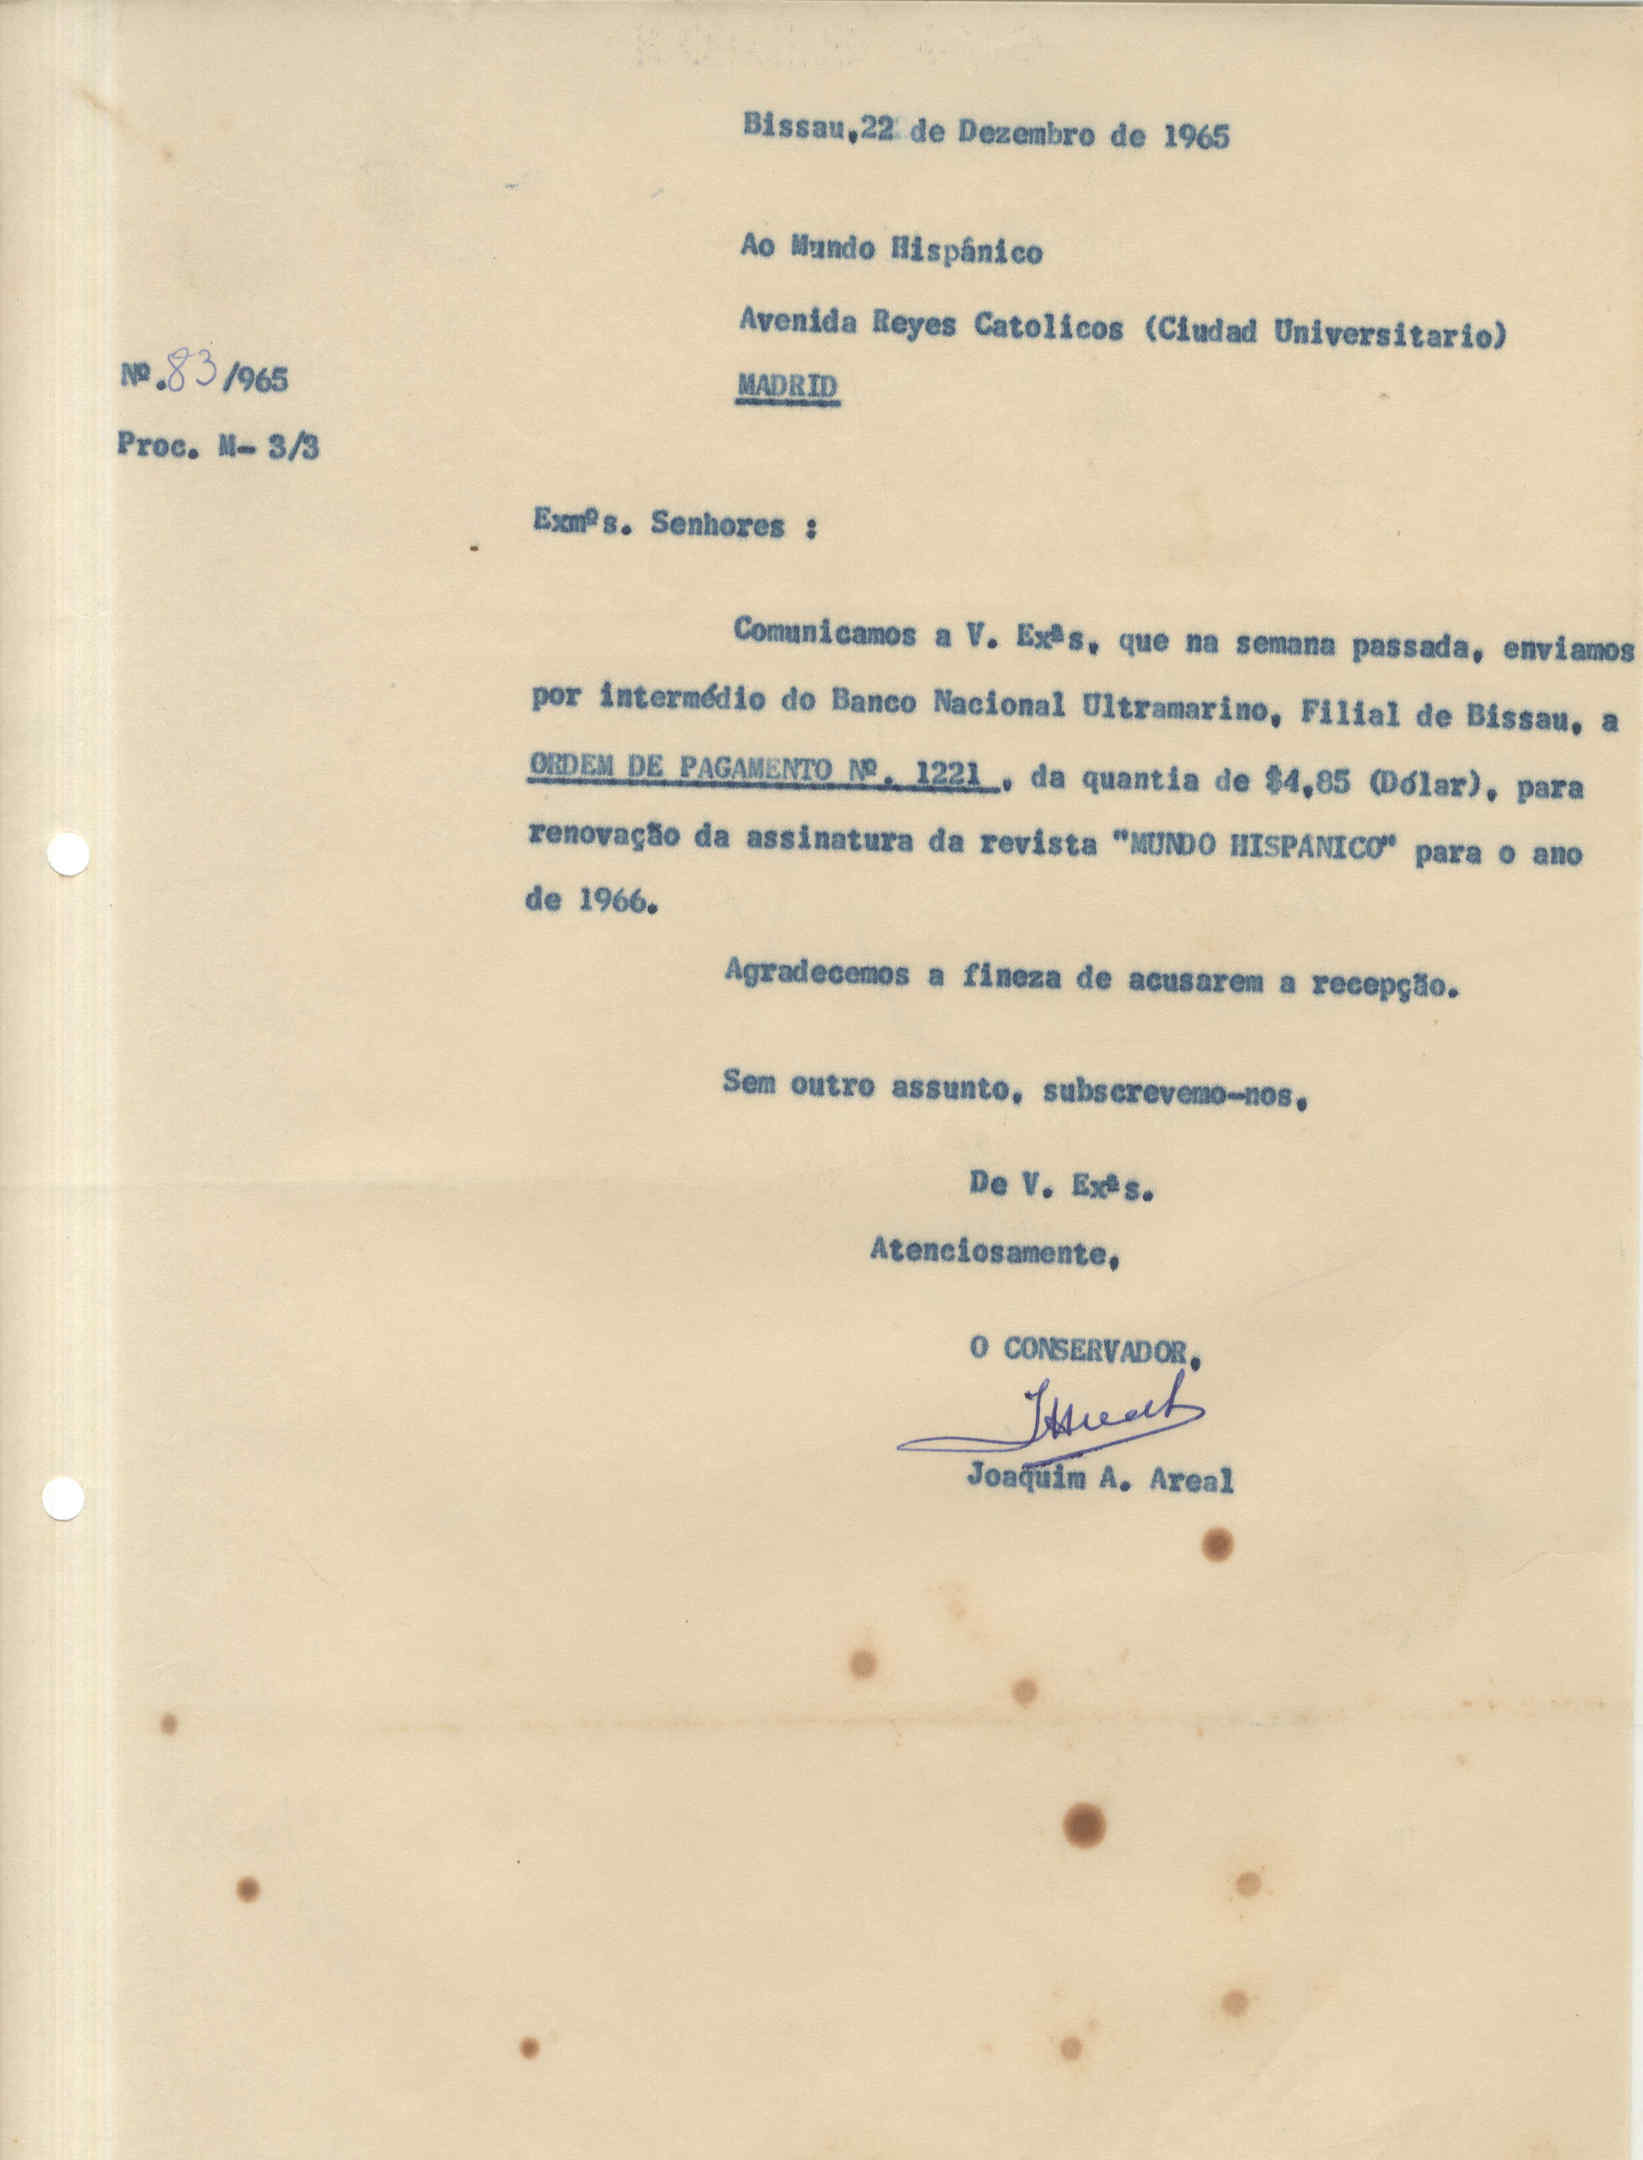 Bissau,22 de Dezembro de 1965
Ao Mundo Hispânico
Avenida Reyes Catolicos (Ciudad Universitario)
Nº.83/965
MADRID
Proc. M- 3/3
Exmºs. Senhores :
Comunicamos a V. Exªs, que na semana passada, enviamos
por intermédio do Banco Nacional Ultramarino, Filial de Bissau, a
ORDEM DE PAGAMENTO Nº. 1221 , da quantia de $4,85 (Dólar), para
renovação da assinatura da revista "MUNDO HISPANICO" para o ano
de 1966.
Agradecemos a fineza de acusarem a recepção.
Sem outro assunto, subscrevemo-nos,
De V. Exªs.
Atenciosamente,
O CONSERVADOR,
Joaquim A. Areal